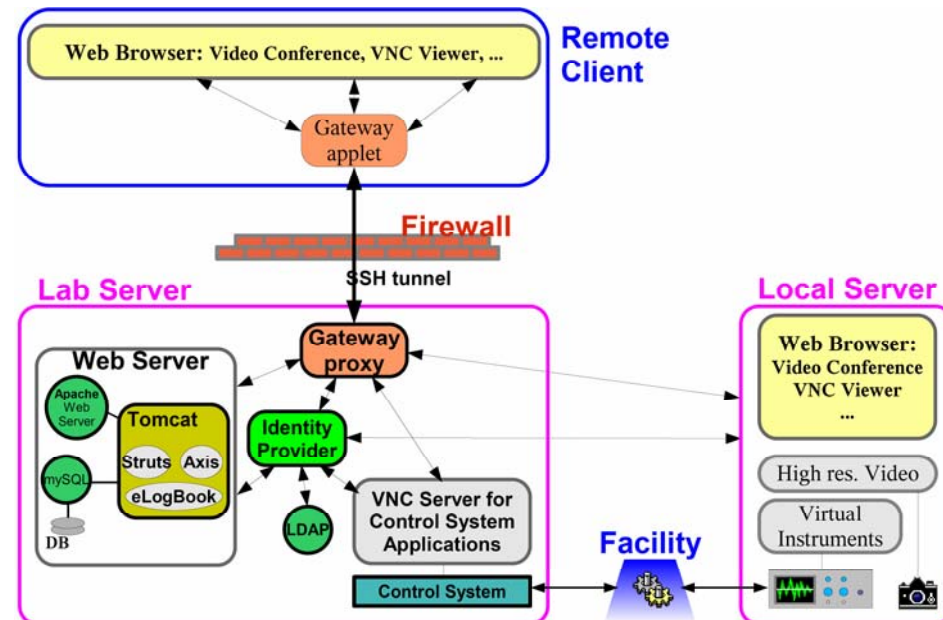 Remote
Client
Web Browser: Video Conference, VNC Viewer, ...
Gateway
applet
Firewall
SSH tunnel
Lab Server
Local Server
Gateway
proxy
Web Server
Apache
Web
Server
Tomcat
Struts
Axis
eLogBook
mySQL
DB
Identity
Provider
LDAP
VNC Server for
Control System
Applications
Control System
Facility
Web Browser:
Video Conference
VNC Viewer
...
High res. Video
Virtual
Instruments